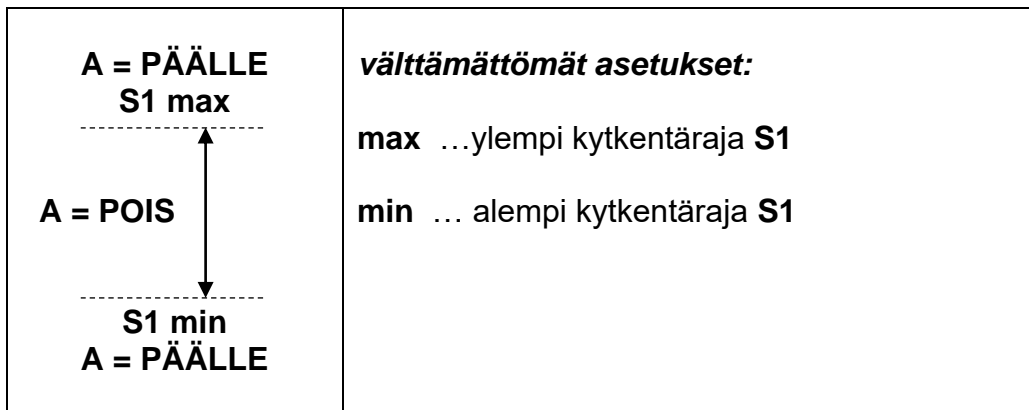 A = PÄÄLLE
S1 max
A = POIS
S1 min
A = PÄÄLLE
välttämättömät asetukset:
max …ylempi kytkentäraja S1
min … alempi kytkentäraja S1